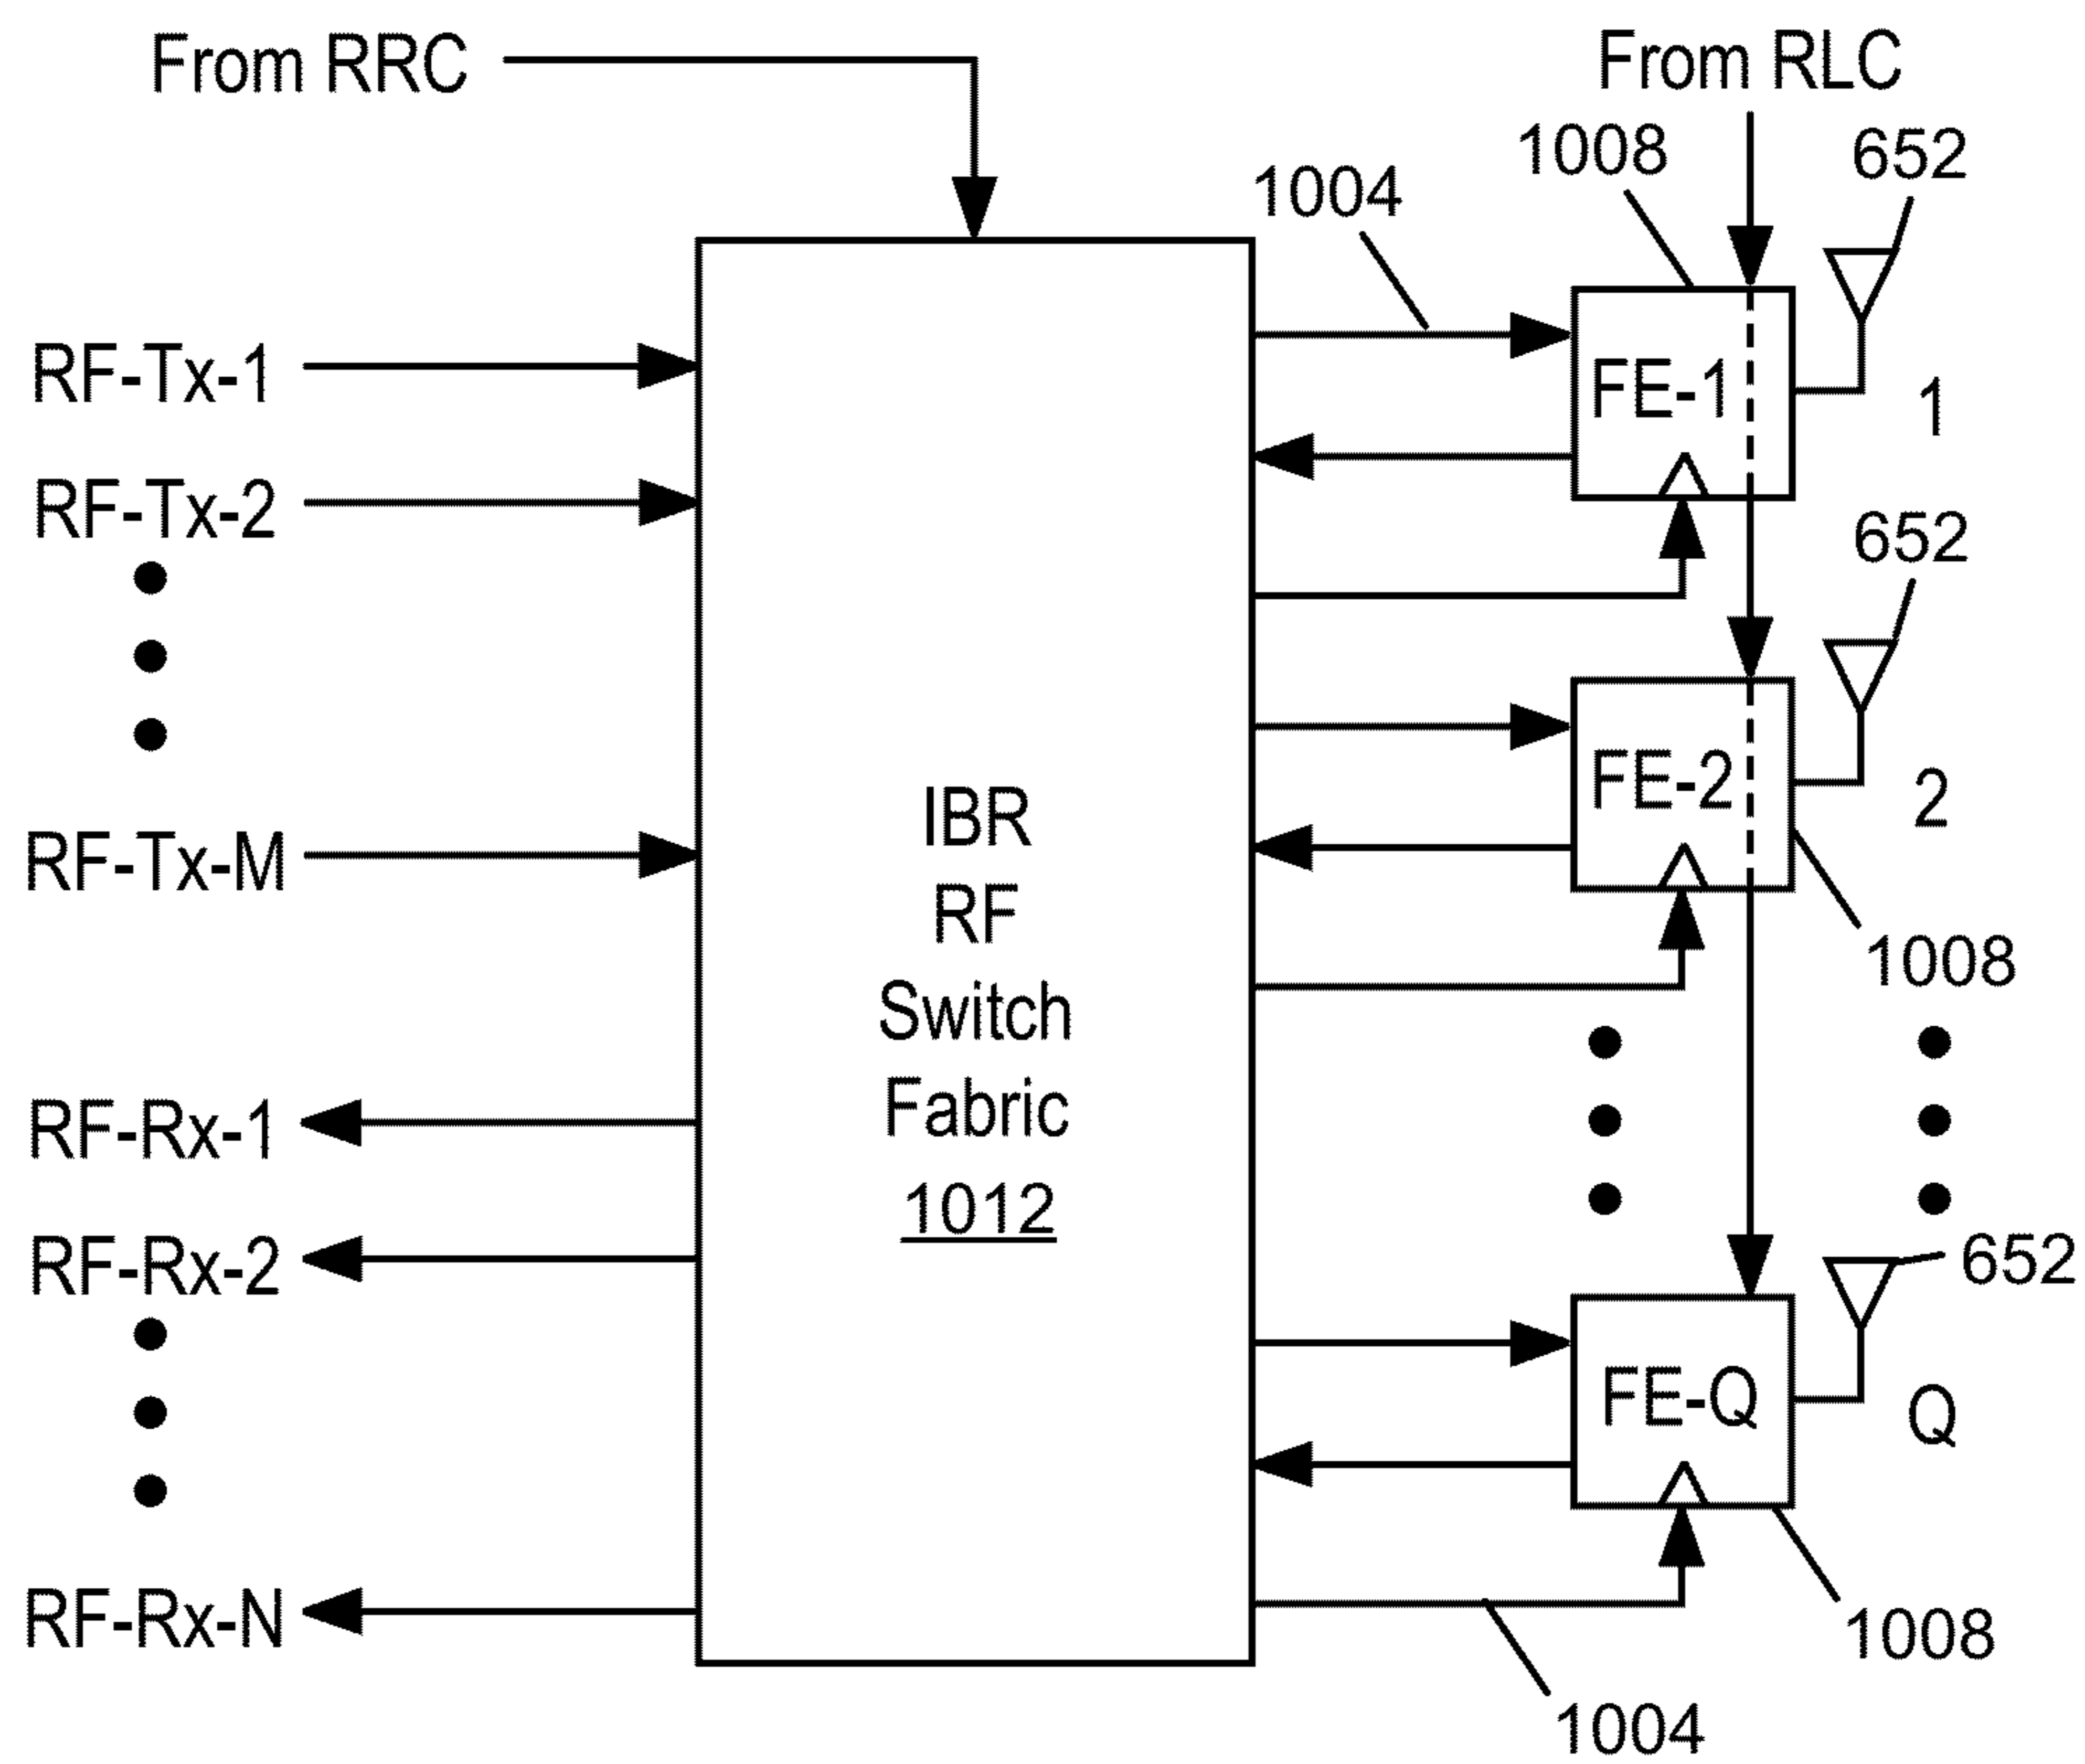 From RRC
From RLC
1008
652
1004
RF-Tx-1
FE-1
1
RF-Tx-2
652
RF-Tx-M
IBR
RF
Switch
Fabric
1012
FE-2
2
1008
RF-Rx-1
RF-Rx-2
652
FE-Q
Q
RF-Rx-N
1008
1004